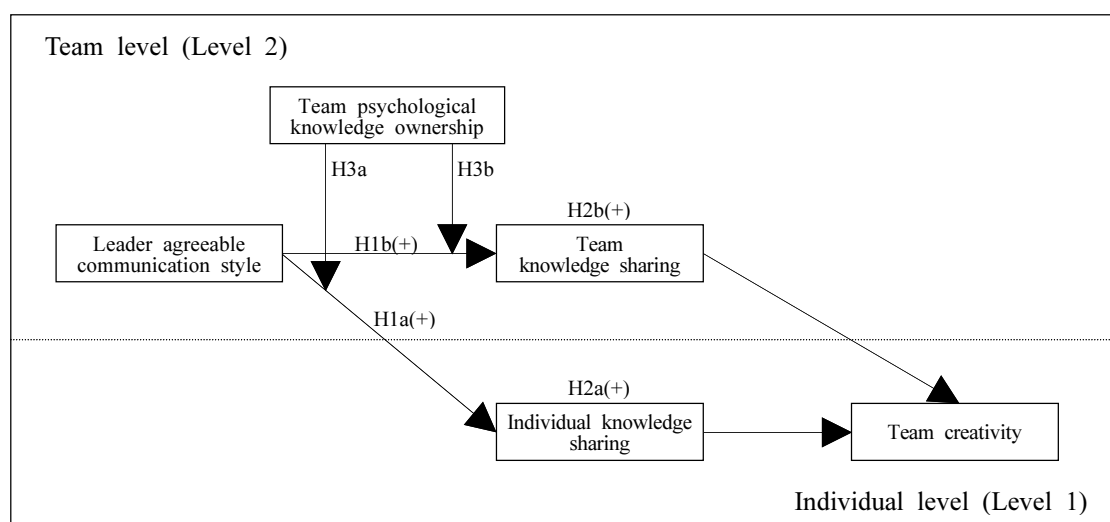 Team level (Level 2)
Team psychological
knowledge ownership
H3a
H3b
H2b(+)
Leader agreeable
communication style
H1b(+)
Team
knowledge sharing
H1a(+)
H2a(+)
Individual knowledge
sharing
Team creativity
Individual level (Level 1)